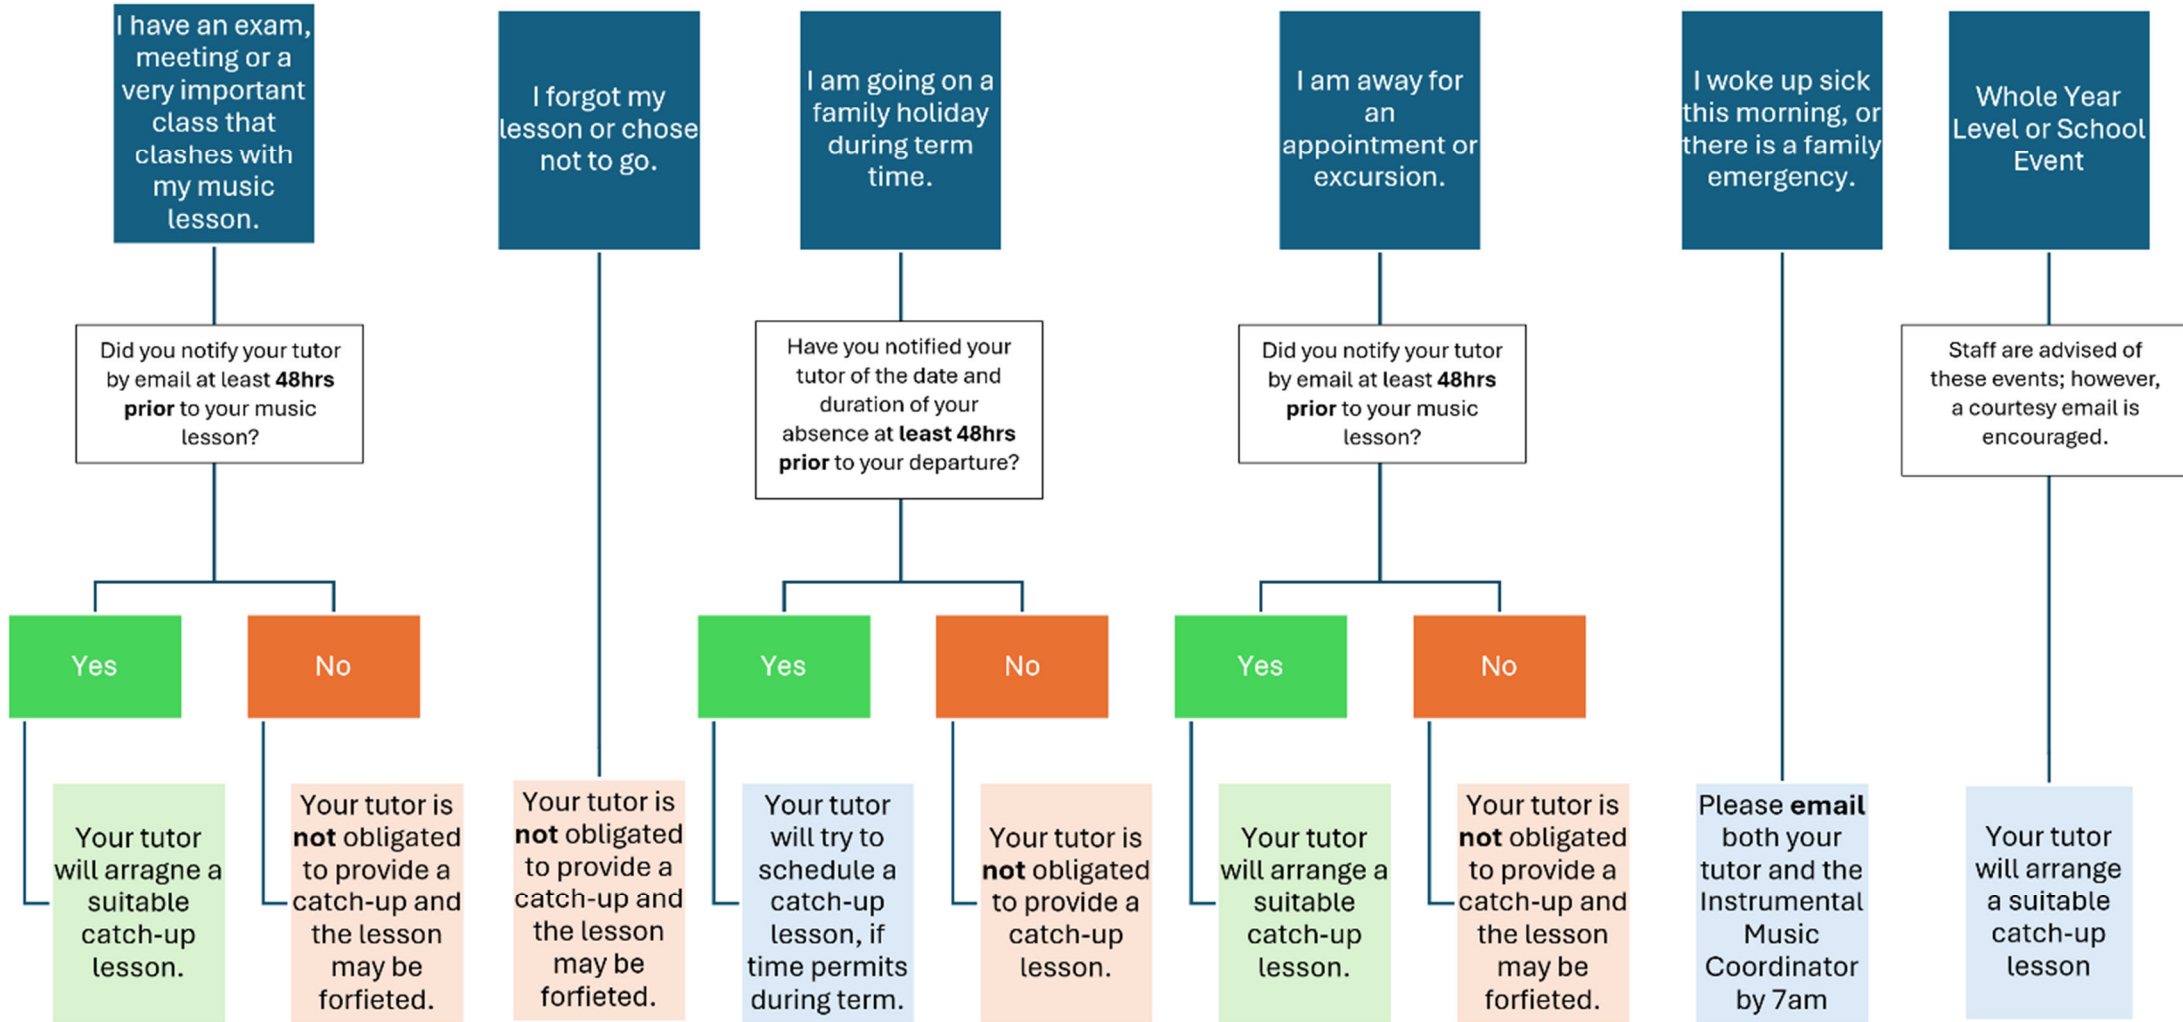 I have an exam,
meeting or a
very important
class that
clashes with
my music
lesson.
I forgot my
lesson or chose
not to go.
I am going on a
family holiday
during term
time.
I am away for
an
appointment or
excursion.
I woke up sick
this morning, or
there is a family
emergency.
Whole Year
Level or School
Event
Did you notify your tutor
by email at least 48hrs
prior to your music
lesson?
Have you notified your
tutor of the date and
duration of your
absence at least 48hrs
prior to your departure?
Did you notify your tutor
by email at least 48hrs
prior to your music
lesson?
Staff are advised of
these events; however,
a courtesy email is
encouraged.
Yes
No
Yes
No
Yes
No
Your tutor
will arragne a
suitable
catch-up
lesson.
Your tutor is
not obligated
to provide a
catch-up and
the lesson
may be
forfieted.
Your tutor is
not obligated
to provide a
catch-up and
the lesson
may be
forfieted.
Your tutor
will try to
schedule a
catch-up
lesson, if
time permits
during term.
Your tutor is
not obligated
to provide a
catch-up
lesson.
Your tutor
will arrange a
suitable
catch-up
lesson.
Your tutor is
not obligated
to provide a
catch-up and
the lesson
may be
forfieted.
Please email
both your
tutor and the
Instrumental
Music
Coordinator
by 7am
Your tutor
will arrange
a suitable
catch-up
lesson